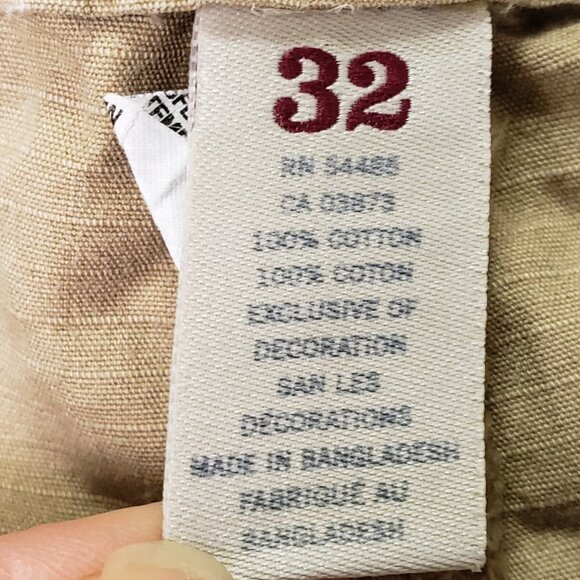 32
RN 54485
CA 03873
100% COTTON
100% COTON
EXCLUSIVE OF
DECORATION
SAN LES
DÉCORATIONS
MADE IN BANGLADESH
FABRIQUÉ AU
BANGLADESH